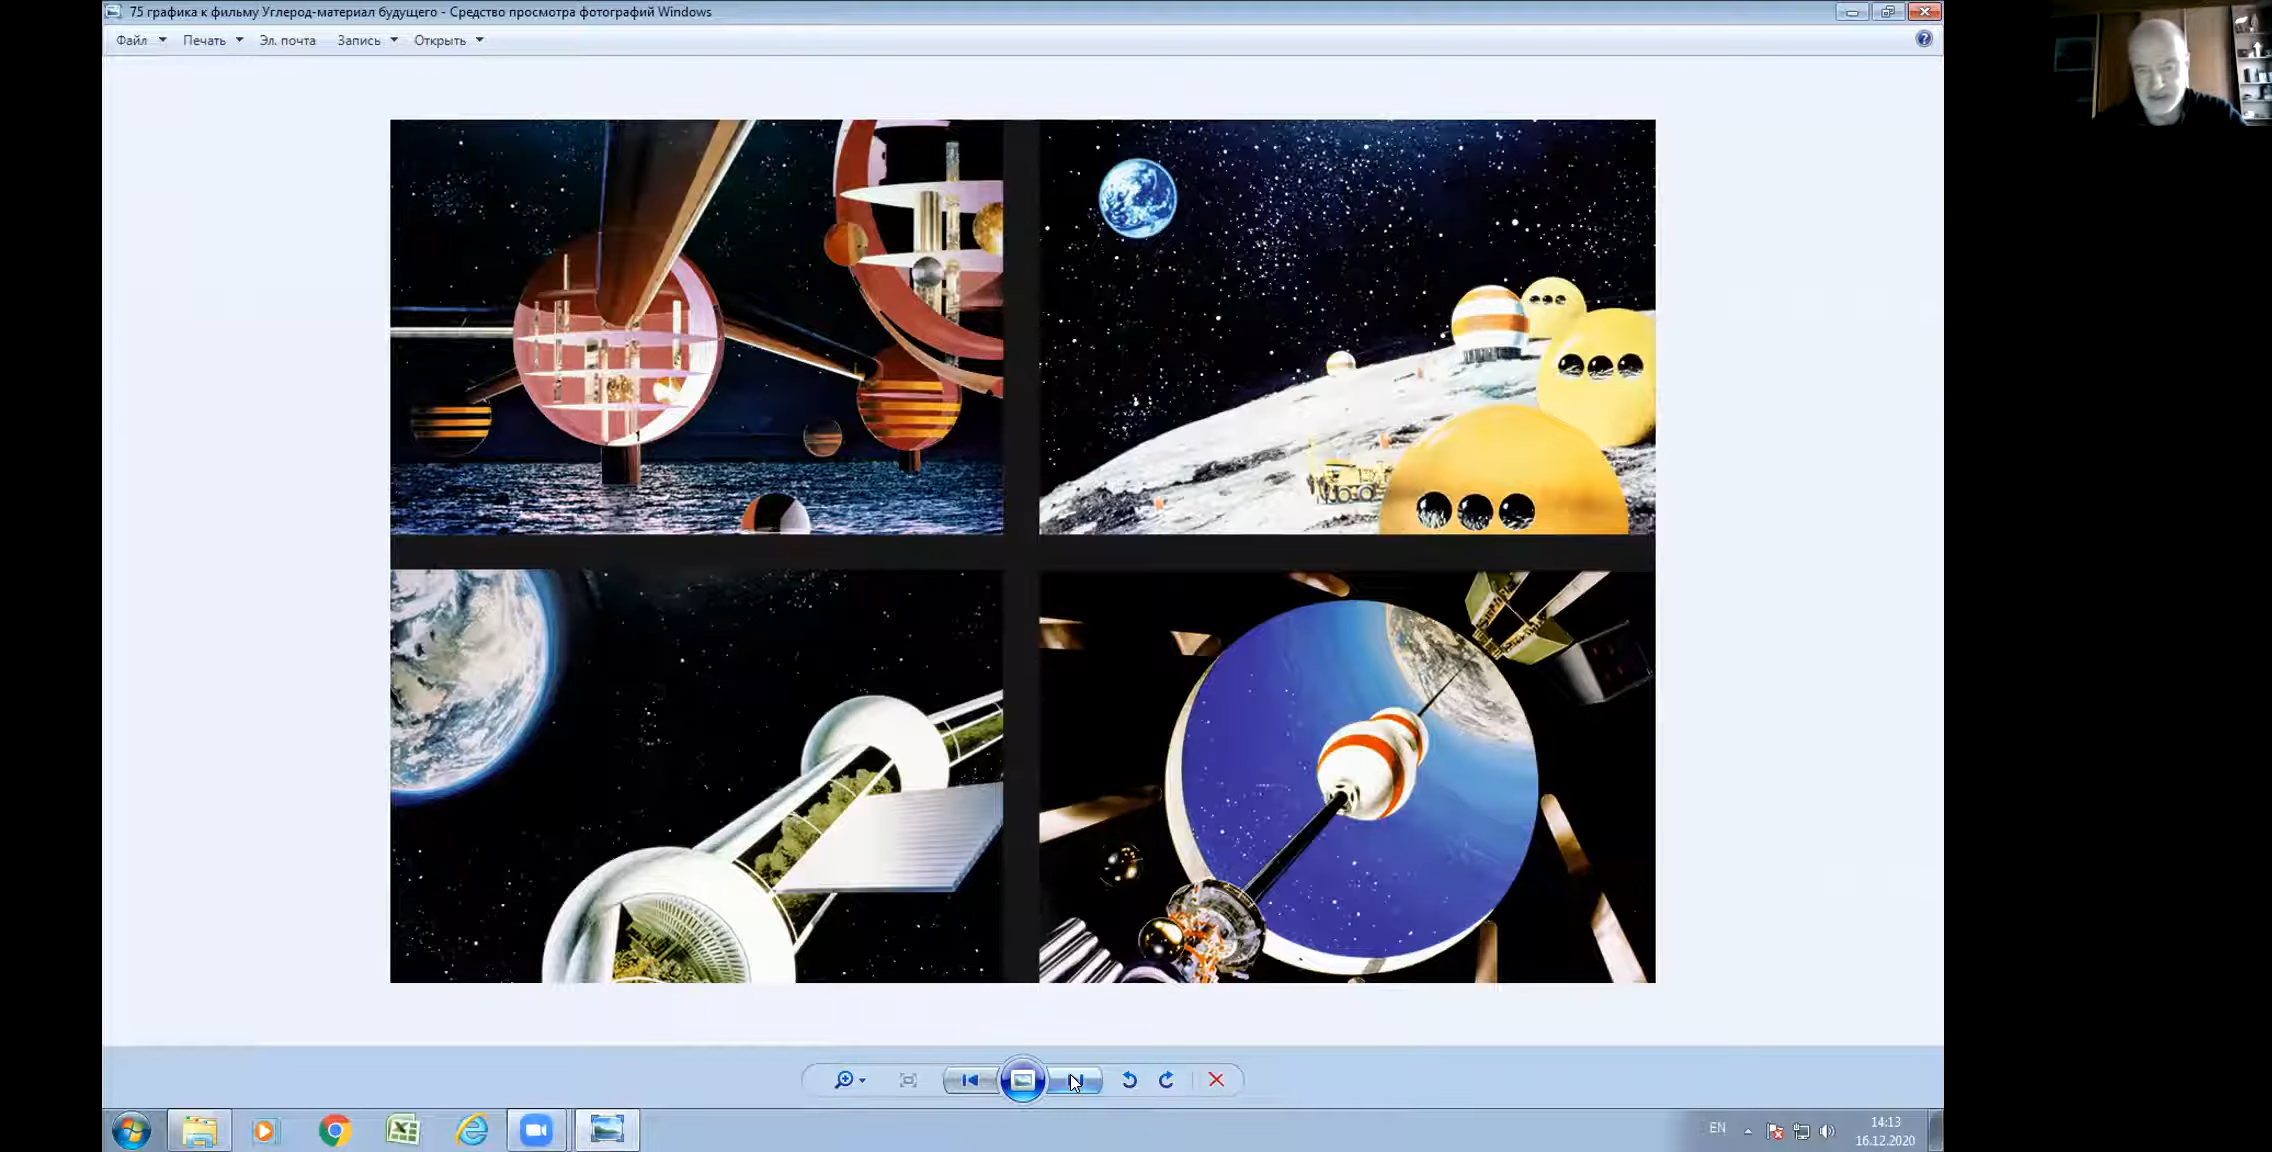 75 графика к фильму Углерод-материал будущего - Средство просмотра фотографий Windows
Файл Печать Эл. почта Запись Открыть
EN
14:13
16.12.2020